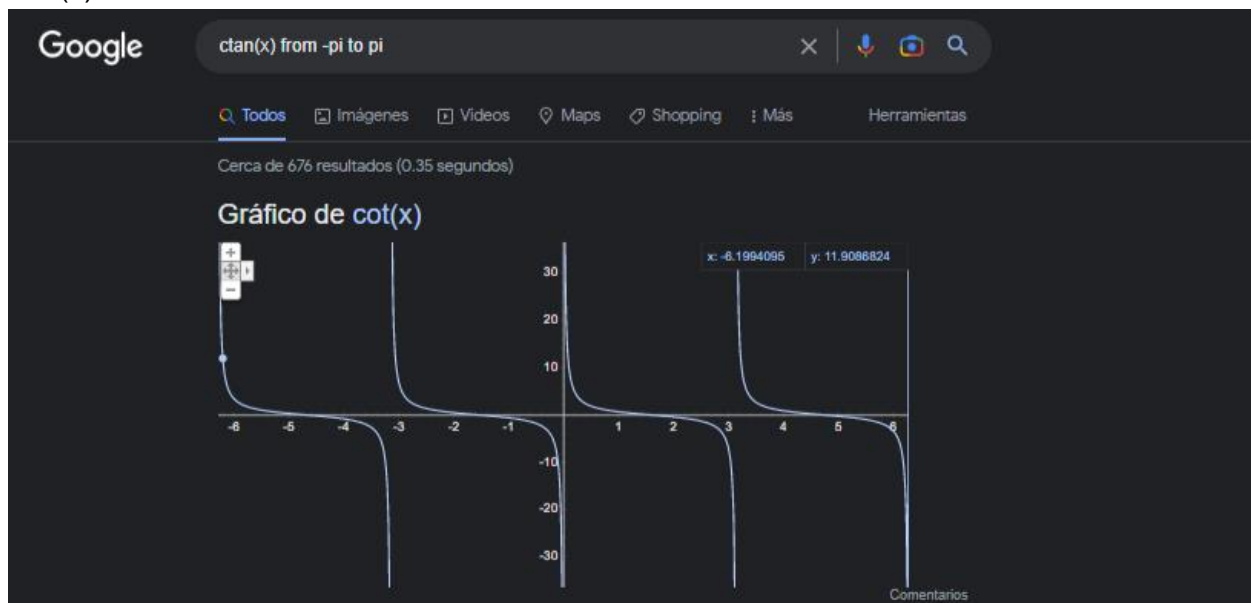 Google ctan(x) from -pi to pi
Todos Imágenes Videos Maps Shopping Más Herramientas
Cerca de 676 resultados (0.35 segundos)
Gráfico de cot(x)
x: -6.1994095 y: 11.9086824
30
20
10
-6 -5 -4 -3 -2 -1 1 2 3 4 5 6
-10
-20
-30
Comentarios